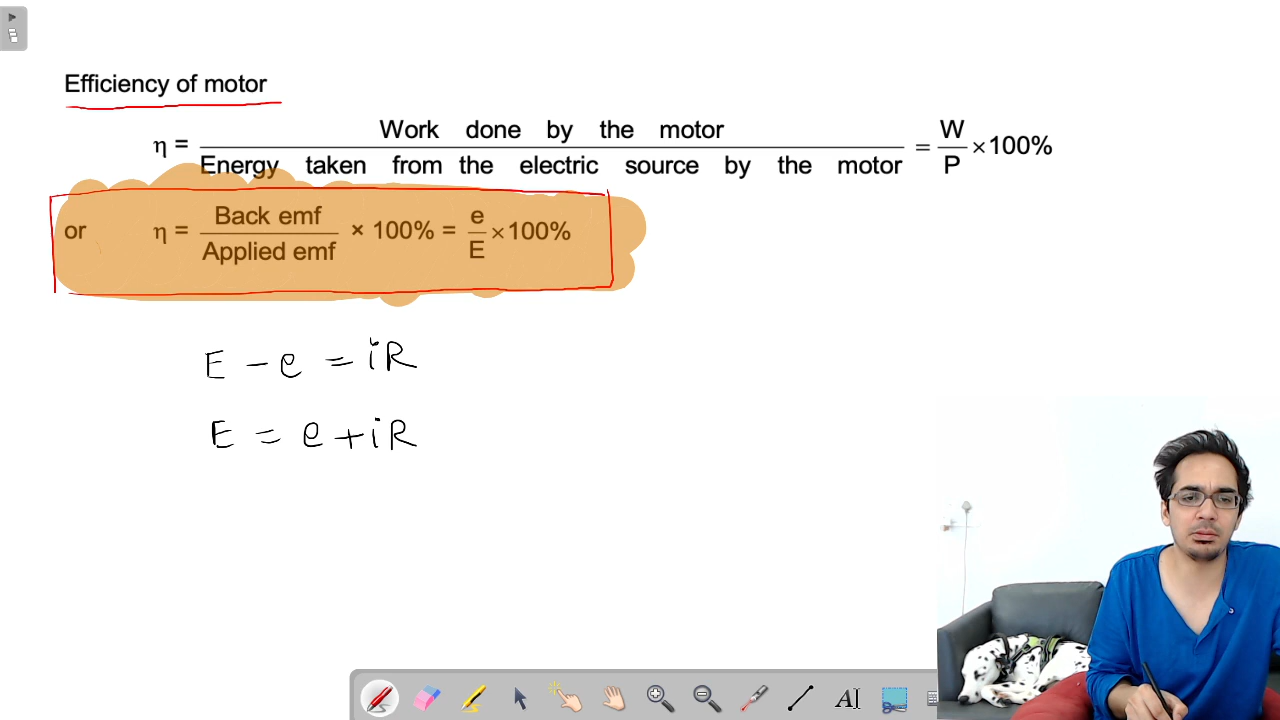 Efficiency of motor
η = Work done by the motor / Energy taken from the electric source by the motor = W / P × 100%
or η = Back emf / Applied emf × 100% = e / E × 100%
E - e = iR
E = e + iR
AI